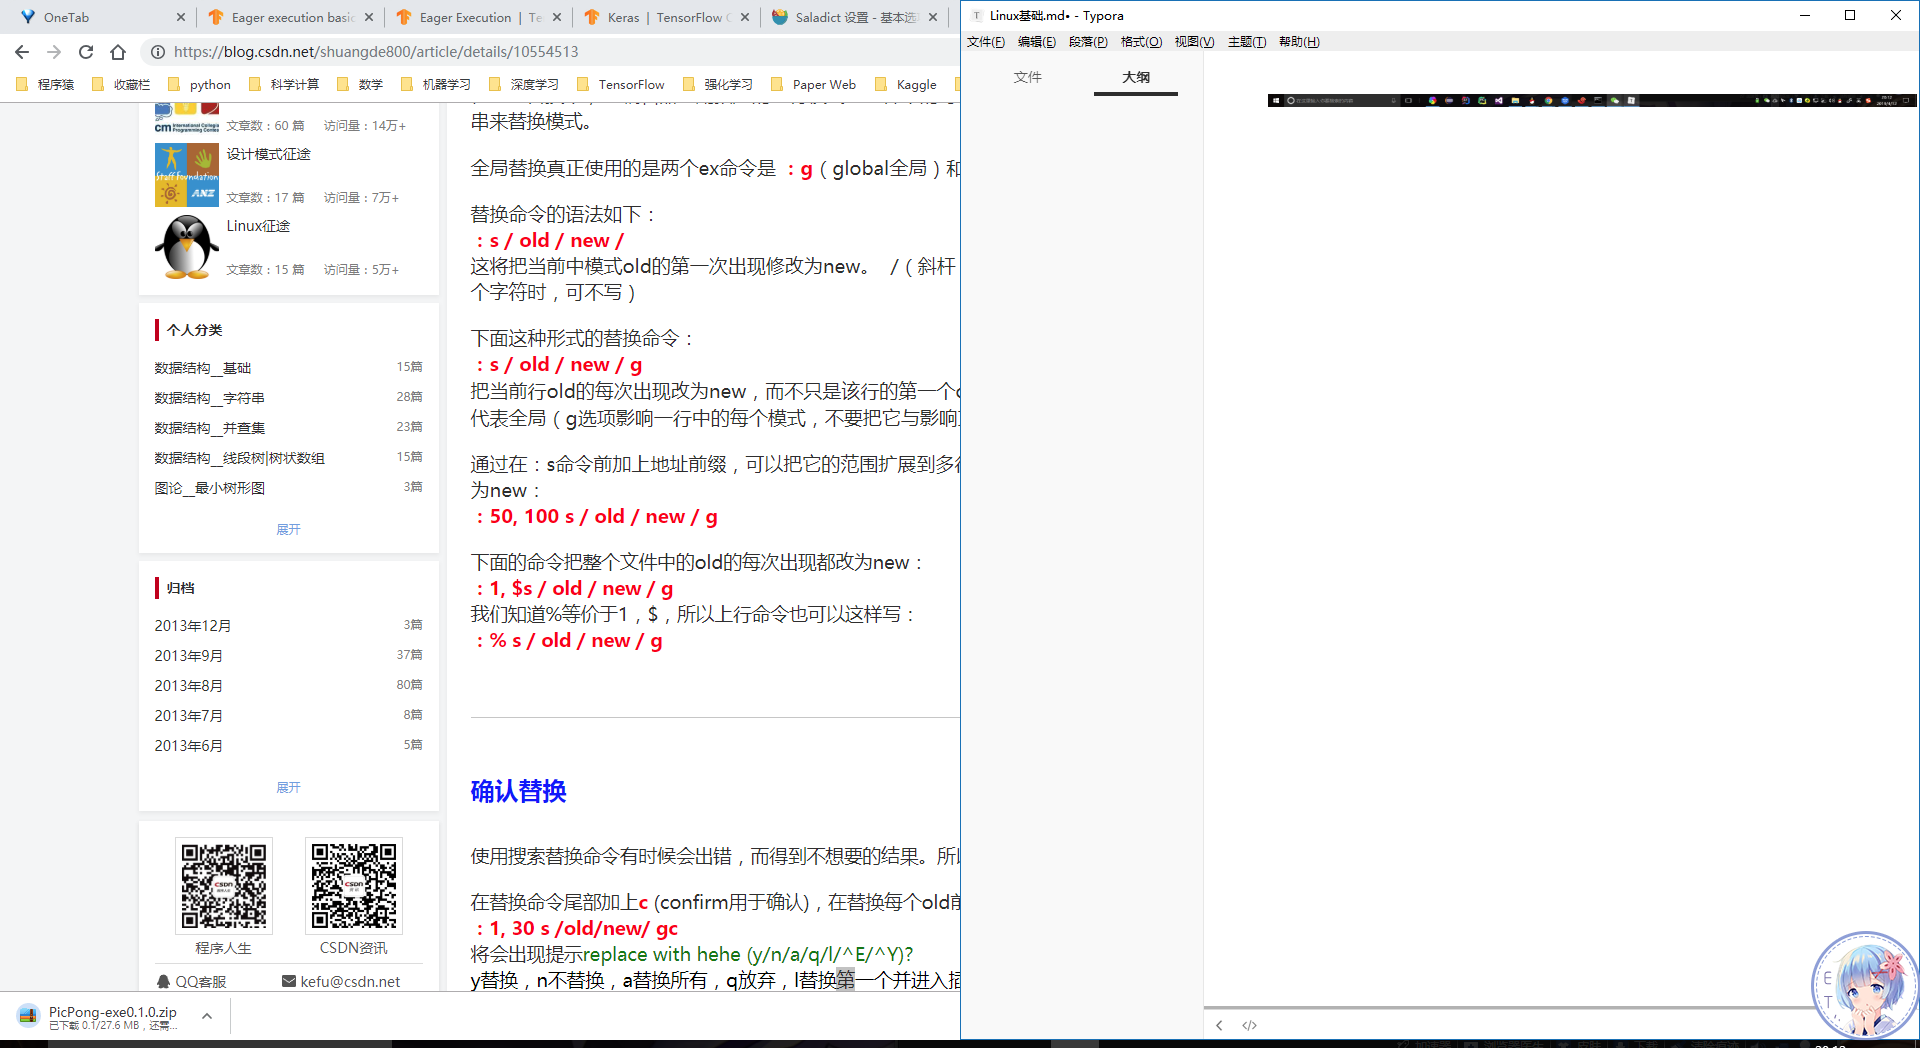 OneTab
Eager execution basic
Eager Execution | Te
Keras | TensorFlow
Saladict 设置 - 基本选
https://blog.csdn.net/shuangde800/article/details/10554513
程序猿
收藏栏
python
科学计算
数学
机器学习
深度学习
TensorFlow
强化学习
Paper Web
Kaggle
文章数：60 篇 访问量：14万+
设计模式征途
文章数：17 篇 访问量：7万+
Linux征途
文章数：15 篇 访问量：5万+
个人分类
数据结构__基础 15篇
数据结构__字符串 28篇
数据结构__并查集 23篇
数据结构__线段树|树状数组 15篇
图论__最小树形图 3篇
展开
归档
2013年12月 3篇
2013年9月 37篇
2013年8月 80篇
2013年7月 8篇
2013年6月 5篇
展开
程序人生
CSDN资讯
QQ客服
kefu@csdn.net
串来替换模式。
全局替换真正使用的是两个ex命令是 ：g（global全局）和
替换命令的语法如下：
：s / old / new /
这将把当前中模式old的第一次出现修改为new。 /（斜杆
个字符时，可不写）
下面这种形式的替换命令：
：s / old / new / g
把当前行old的每次出现改为new，而不只是该行的第一个o
代表全局（g选项影响一行中的每个模式，不要把它与影响
通过在：s命令前加上地址前缀，可以把它的范围扩展到多行
为new：
：50, 100 s / old / new / g
下面的命令把整个文件中的old的每次出现都改为new：
：1, $s / old / new / g
我们知道%等价于1，$，所以上行命令也可以这样写：
：% s / old / new / g
确认替换
使用搜索替换命令有时候会出错，而得到不想要的结果。所以
在替换命令尾部加上c (confirm用于确认)，在替换每个old前
：1, 30 s /old/new/ gc
将会出现提示replace with hehe (y/n/a/q/l/^E/^Y)?
y替换，n不替换，a替换所有，q放弃，l替换第一个并进入插
PicPong-exe0.1.0.zip
已下载 0.1/27.6 MB，还需...
Linux基础.md• - Typora
文件(F) 编辑(E) 段落(P) 格式(O) 视图(V) 主题(T) 帮助(H)
文件
大纲